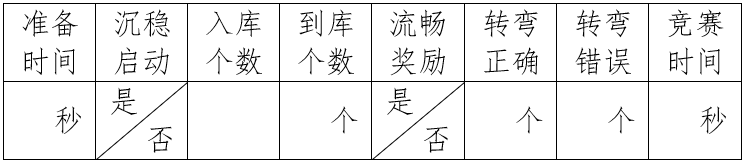 准备 沉稳 入库 到库 流畅 转弯 转弯 竞赛
时间 启动 个数 个数 奖励 正确 错误 时间
秒 是 否 个 是 否 个 个 秒